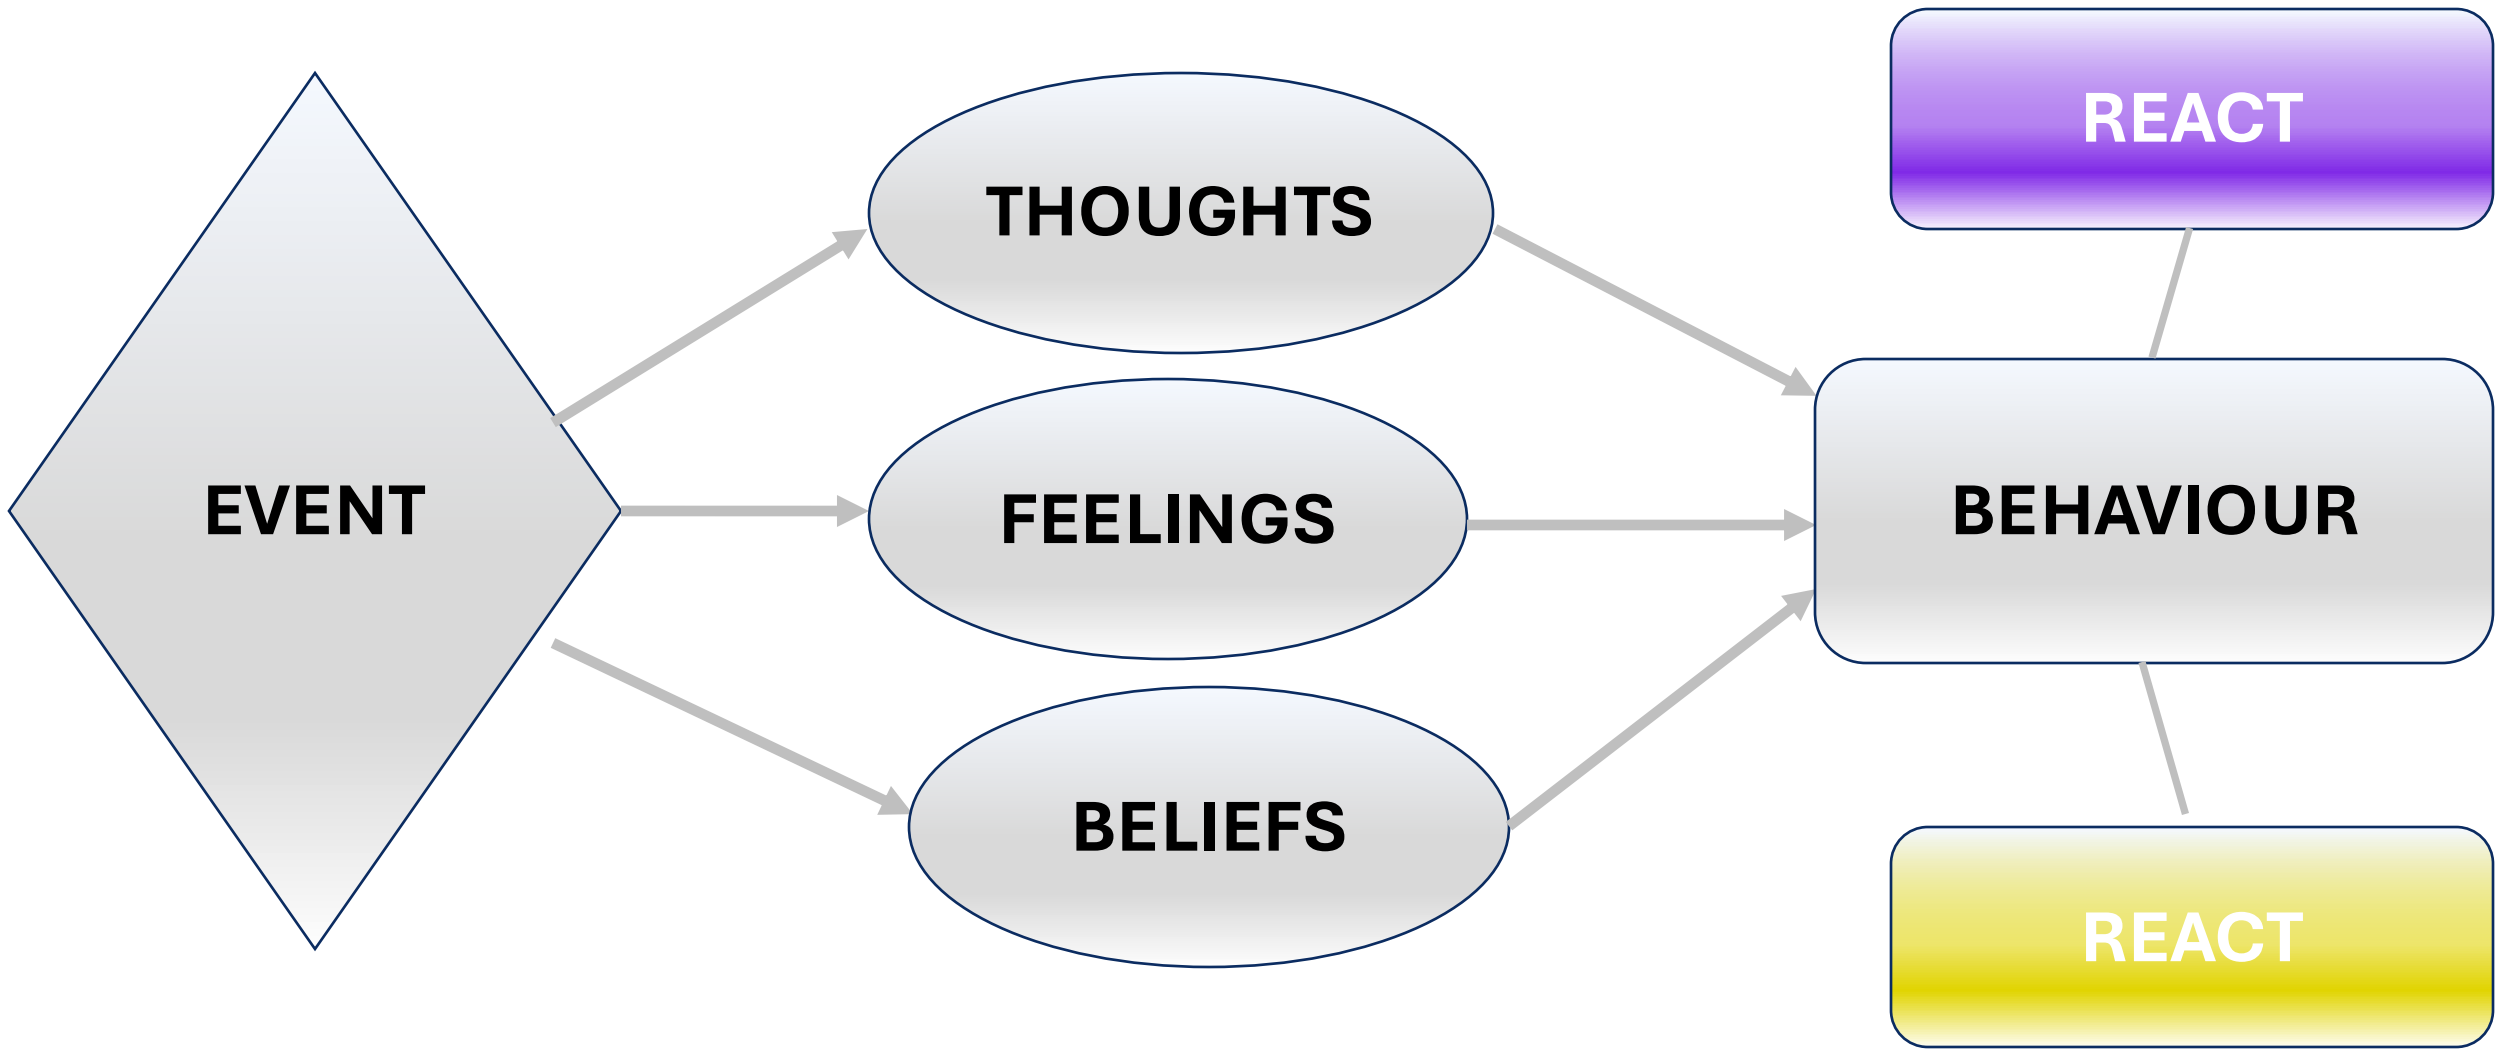 EVENT
THOUGHTS
FEELINGS
BELIEFS
REACT
BEHAVIOUR
REACT